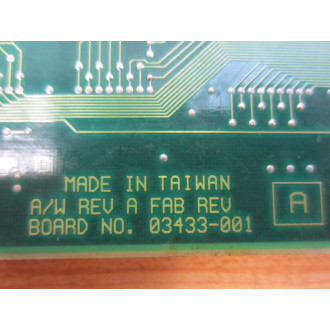 MADE IN TAIWAN
A/W REV A FAB REV
BOARD NO. 03433-001
A